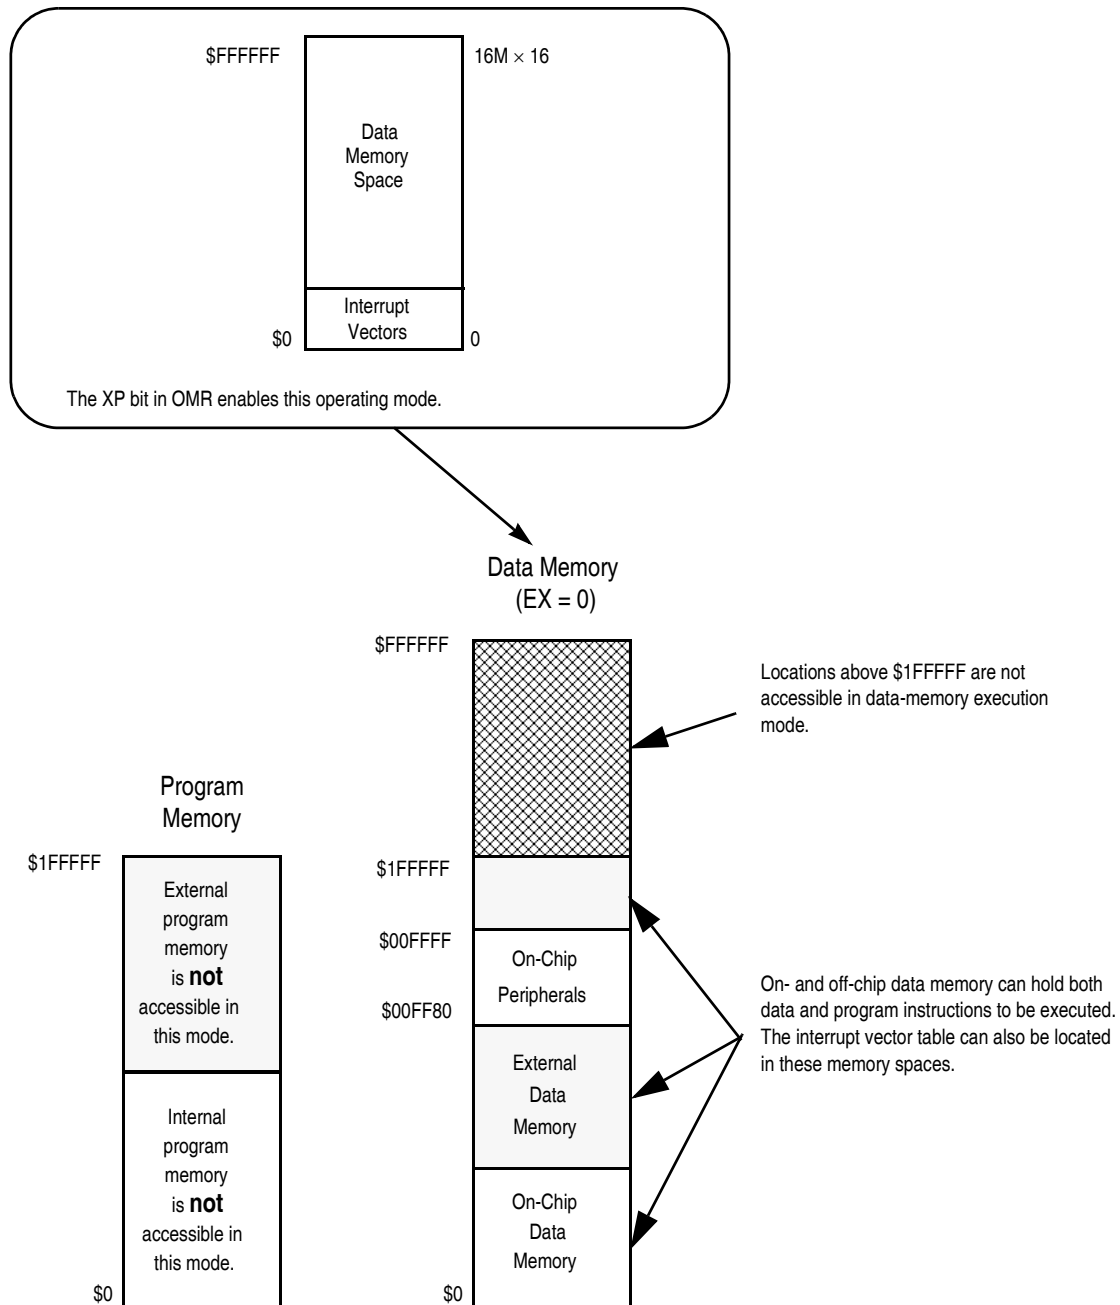 $FFFFFF
16M × 16
Data
Memory
Space
Interrupt
Vectors
$0
0
The XP bit in OMR enables this operating mode.
Data Memory
(EX = 0)
$FFFFFF
Locations above $1FFFFF are not
accessible in data-memory execution
mode.
Program
Memory
$1FFFFF
External
program
memory
is not
accessible in
this mode.
Internal
program
memory
is not
accessible in
this mode.
$0
$1FFFFF
$00FFFF
On-Chip
Peripherals
$00FF80
External
Data
Memory
On-Chip
Data
Memory
$0
On- and off-chip data memory can hold both
data and program instructions to be executed.
The interrupt vector table can also be located
in these memory spaces.